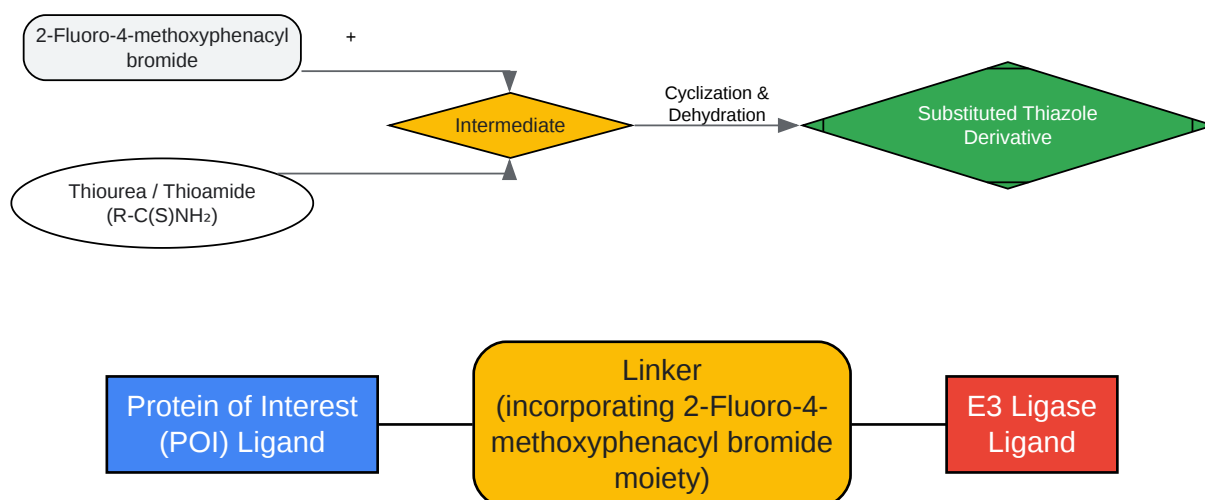 2-Fluoro-4-methoxyphenacyl
bromide
+
Intermediate
Cyclization &
Dehydration
Substituted Thiazole
Derivative
Thiourea / Thioamide
(R-C(S)NH₂)
Protein of Interest
(POI) Ligand
Linker
(incorporating 2-Fluoro-4-
methoxyphenacyl bromide
moiety)
E3 Ligase
Ligand